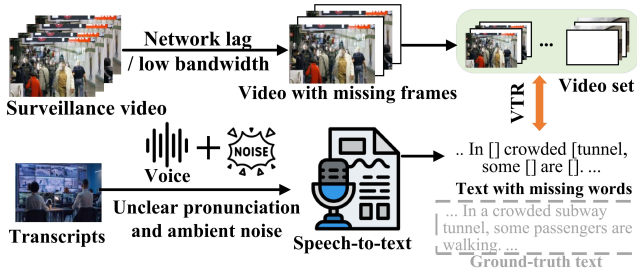 Network lag
/ low bandwidth
Surveillance video
Video with missing frames
...
Video set
VTR
Voice
NOISE
Transcripts
Unclear pronunciation
and ambient noise
Speech-to-text
.. In [] crowded [tunnel,
some [] are []. ...
Text with missing words
... In a crowded subway
tunnel, some passengers are
walking. ...
Ground-truth text